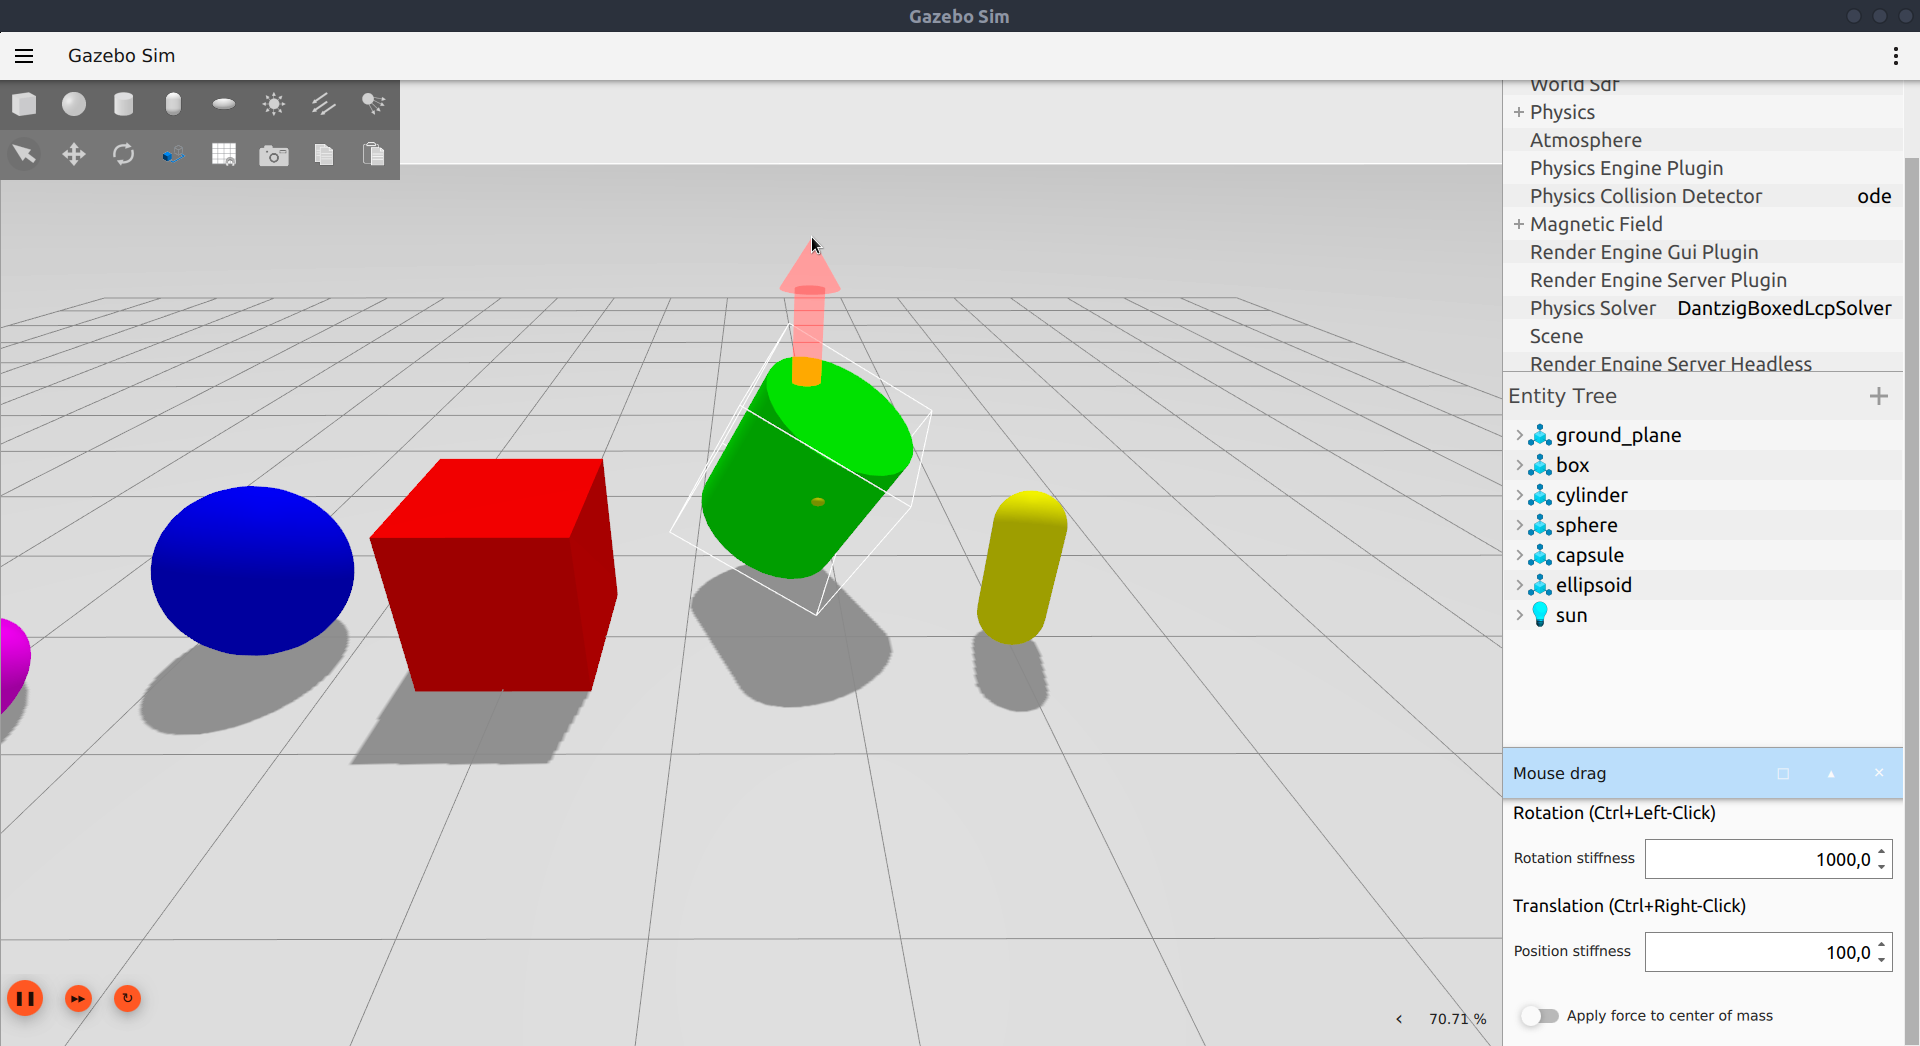 Gazebo Sim
Gazebo Sim
World Sdf
+ Physics
Atmosphere
Physics Engine Plugin
Physics Collision Detector ode
+ Magnetic Field
Render Engine Gui Plugin
Render Engine Server Plugin
Physics Solver DantzigBoxedLcpSolver
Scene
Render Engine Server Headless
Entity Tree
ground_plane
box
cylinder
sphere
capsule
ellipsoid
sun
Mouse drag
Rotation (Ctrl+Left-Click)
Rotation stiffness 1000,0
Translation (Ctrl+Right-Click)
Position stiffness 100,0
Apply force to center of mass
70.71 %